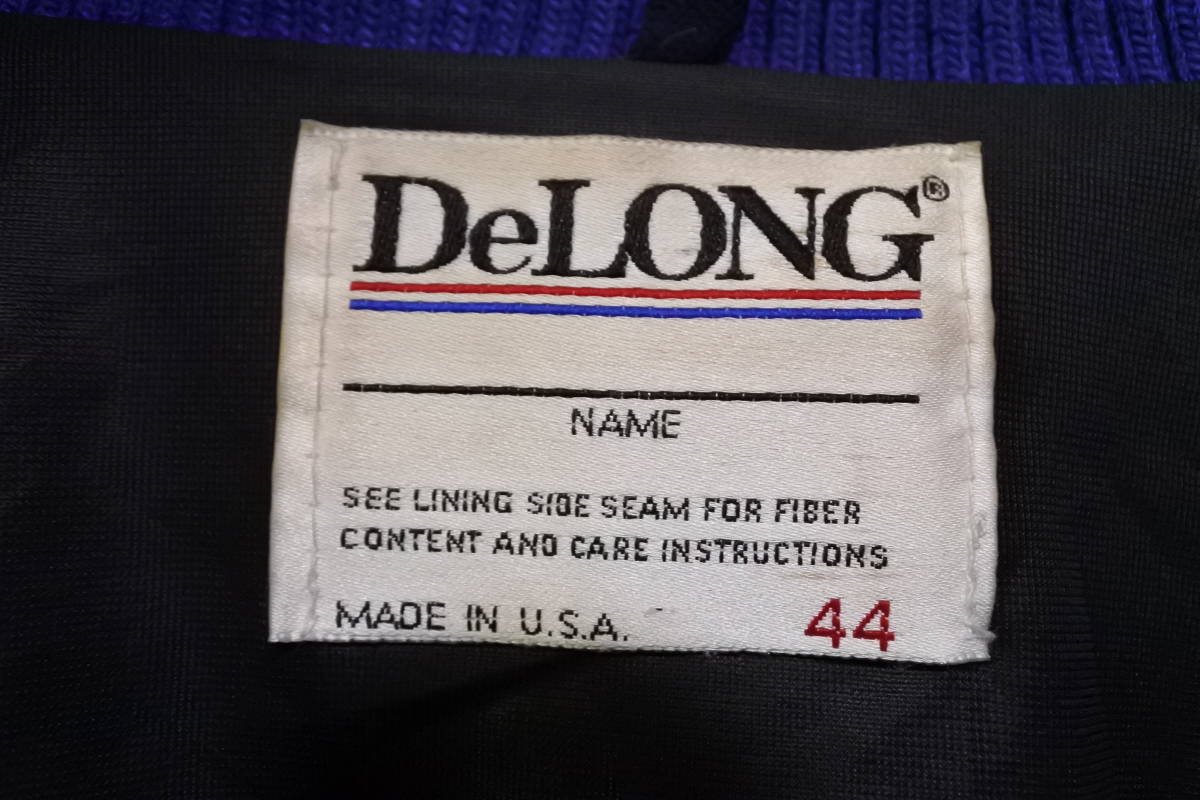 DeLONG®
NAME
SEE LINING SIDE SEAM FOR FIBER
CONTENT AND CARE INSTRUCTIONS
MADE IN U.S.A. 44